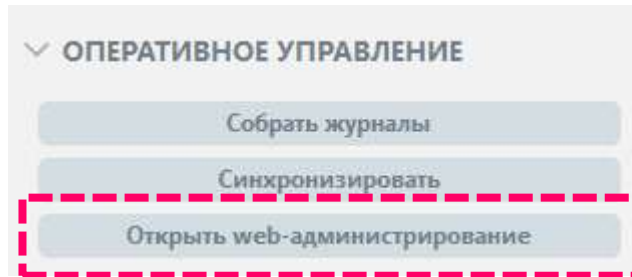 ОПЕРАТИВНОЕ УПРАВЛЕНИЕ
Собрать журналы
Синхронизировать
Открыть web-администрирование